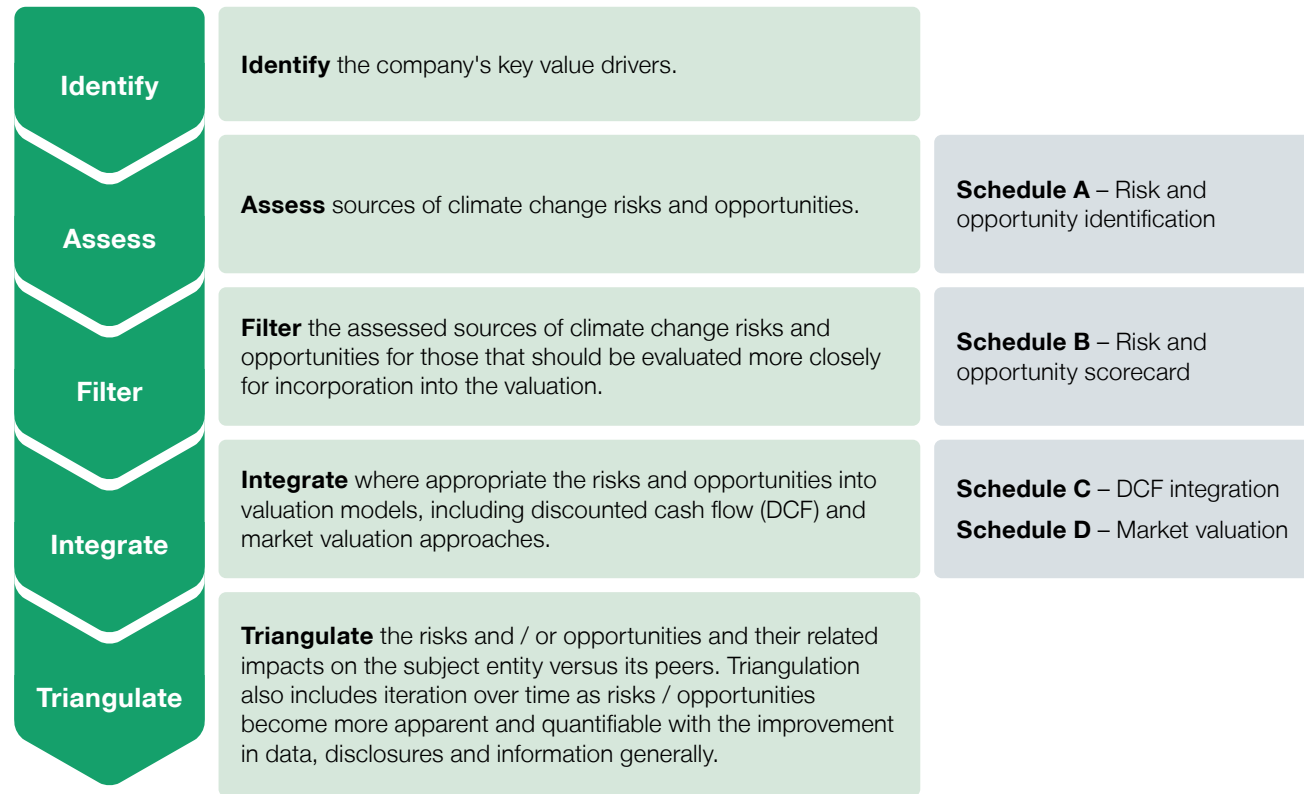 Identify
Identify the company's key value drivers.
Assess
Assess sources of climate change risks and opportunities.
Schedule A – Risk and
opportunity identification
Filter
Filter the assessed sources of climate change risks and
opportunities for those that should be evaluated more closely
for incorporation into the valuation.
Schedule B – Risk and
opportunity scorecard
Integrate
Integrate where appropriate the risks and opportunities into
valuation models, including discounted cash flow (DCF) and
market valuation approaches.
Schedule C – DCF integration
Schedule D – Market valuation
Triangulate
Triangulate the risks and / or opportunities and their related
impacts on the subject entity versus its peers. Triangulation
also includes iteration over time as risks / opportunities
become more apparent and quantifiable with the improvement
in data, disclosures and information generally.